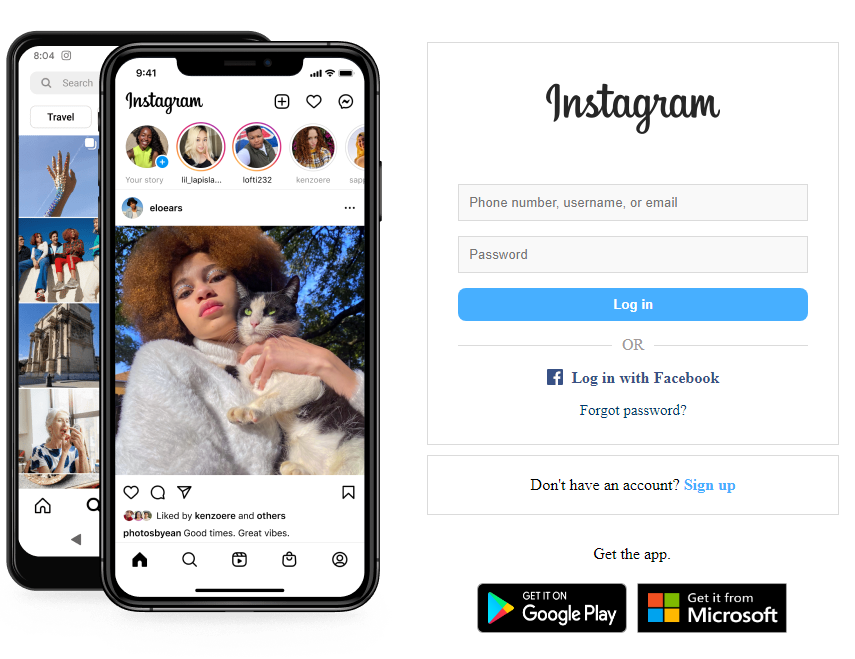 8:04
Search
Travel
9:41
Instagram
Your story
lil_lapisla...
lofti232
kenzoere
eloears
Liked by kenzoere and others
photosbyean Good times. Great vibes.
Instagram
Phone number, username, or email
Password
Log in
OR
Log in with Facebook
Forgot password?
Don't have an account? Sign up
Get the app.
GET IT ON
Google Play
Get it from
Microsoft